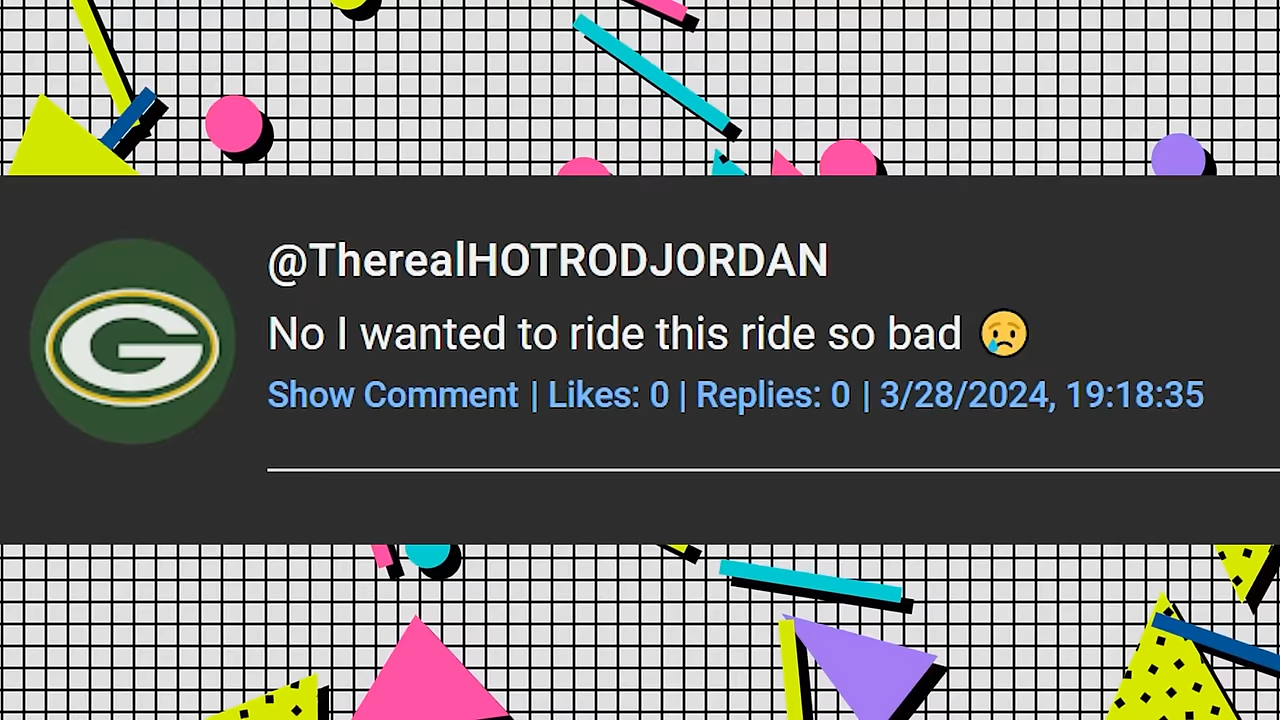 @TherealHOTRODJORDAN
No I wanted to ride this ride so bad 😢
Show Comment | Likes: 0 | Replies: 0 | 3/28/2024, 19:18:35
G